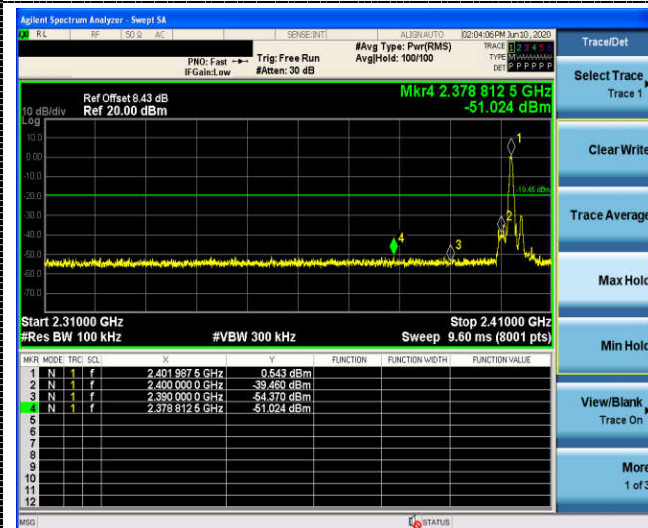 Agilent Spectrum Analyzer - Swept SA
RL RF 50 Ω AC SENSE:INT ALIGN AUTO 02:04:06 PM Jun 10, 2020
Trace/Det
#Avg Type: Pwr(RMS) TRACE 1 2 3 4 5 6
PNO: Fast Trig: Free Run Avg|Hold: 100/100 TYPE M
IFGain:Low #Atten: 30 dB DET P P P P P P
Select Trace
Trace 1
Mkr4 2.378 812 5 GHz
Ref Offset 8.43 dB
10 dB/div Ref 20.00 dBm -51.024 dBm
Log
10.0
1
0.00
Clear Write
-10.0
-20.0
-19.46 dBm
-30.0
2
Trace Average
-40.0
4
3
-50.0
-60.0
-70.0
Max Hold
Start 2.31000 GHz Stop 2.41000 GHz
#Res BW 100 kHz #VBW 300 kHz Sweep 9.60 ms (8001 pts)
Min Hold
MKR MODE TRC SCL X Y FUNCTION FUNCTION WIDTH FUNCTION VALUE
1 N 1 f 2.401 987 5 GHz 0.543 dBm
2 N 1 f 2.400 000 0 GHz -39.460 dBm
3 N 1 f 2.390 000 0 GHz -54.370 dBm
4 N 1 f 2.378 812 5 GHz -51.024 dBm
5
6
7
8
9
10
11
12
View/Blank
Trace On
More
1 of 3
MSG STATUS